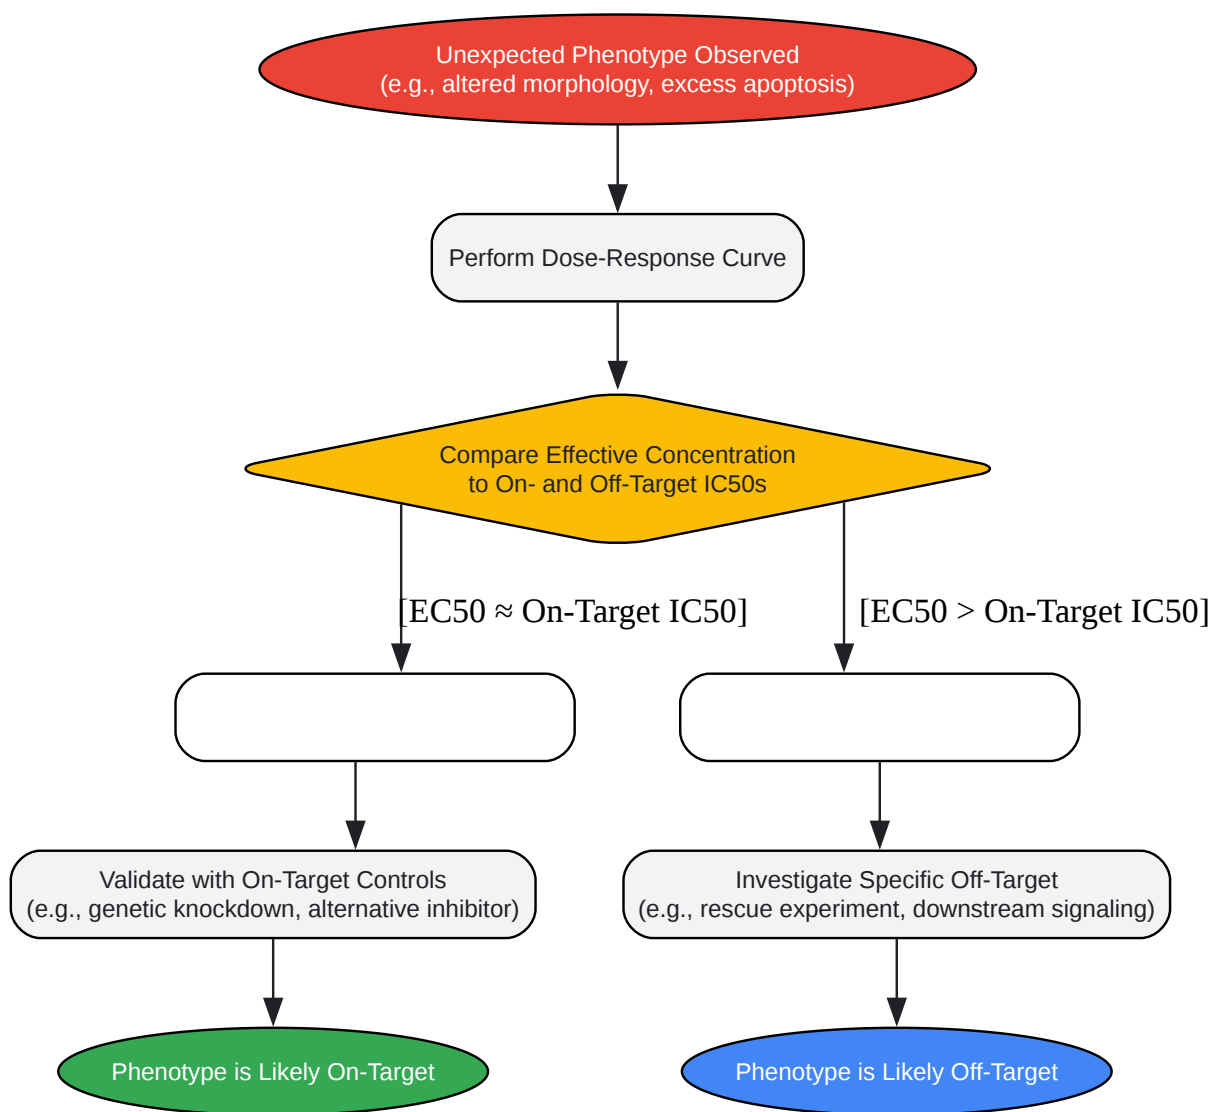 Unexpected Phenotype Observed
(e.g., altered morphology, excess apoptosis)
Perform Dose-Response Curve
Compare Effective Concentration
to On- and Off-Target IC50s
[EC50 ≈ On-Target IC50]
[EC50 > On-Target IC50]
Validate with On-Target Controls
(e.g., genetic knockdown, alternative inhibitor)
Investigate Specific Off-Target
(e.g., rescue experiment, downstream signaling)
Phenotype is Likely On-Target
Phenotype is Likely Off-Target